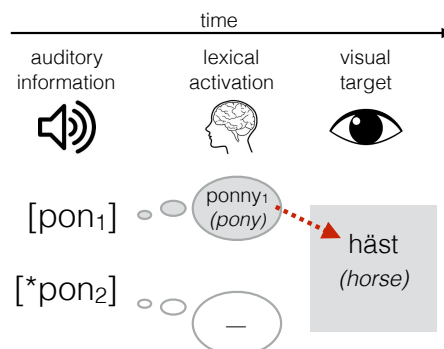 time
auditory information
lexical activation
visual target
[pon₁]
ponny₁
(pony)
häst
(horse)
[*pon₂]
—